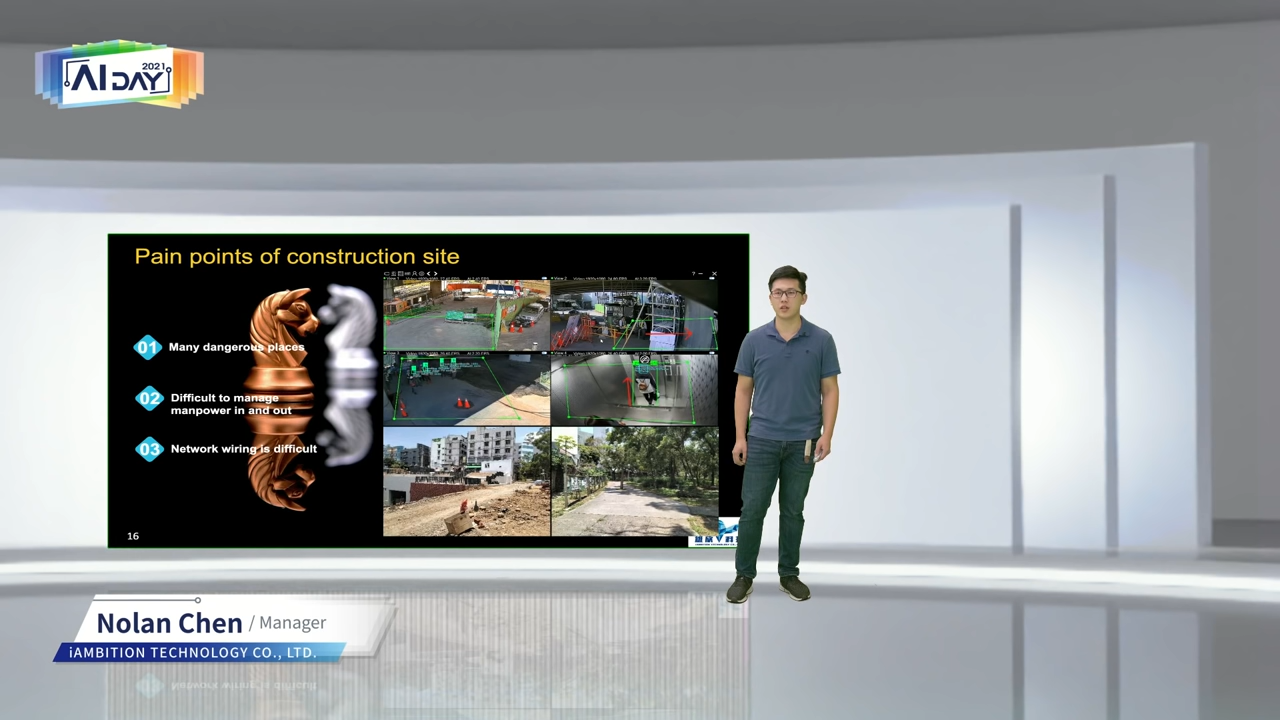 2021
AI DAY
Pain points of construction site
01
Many dangerous places
02
Difficult to manage
manpower in and out
03
Network wiring is difficult
16
Nolan Chen / Manager
iAMBITION TECHNOLOGY CO., LTD.